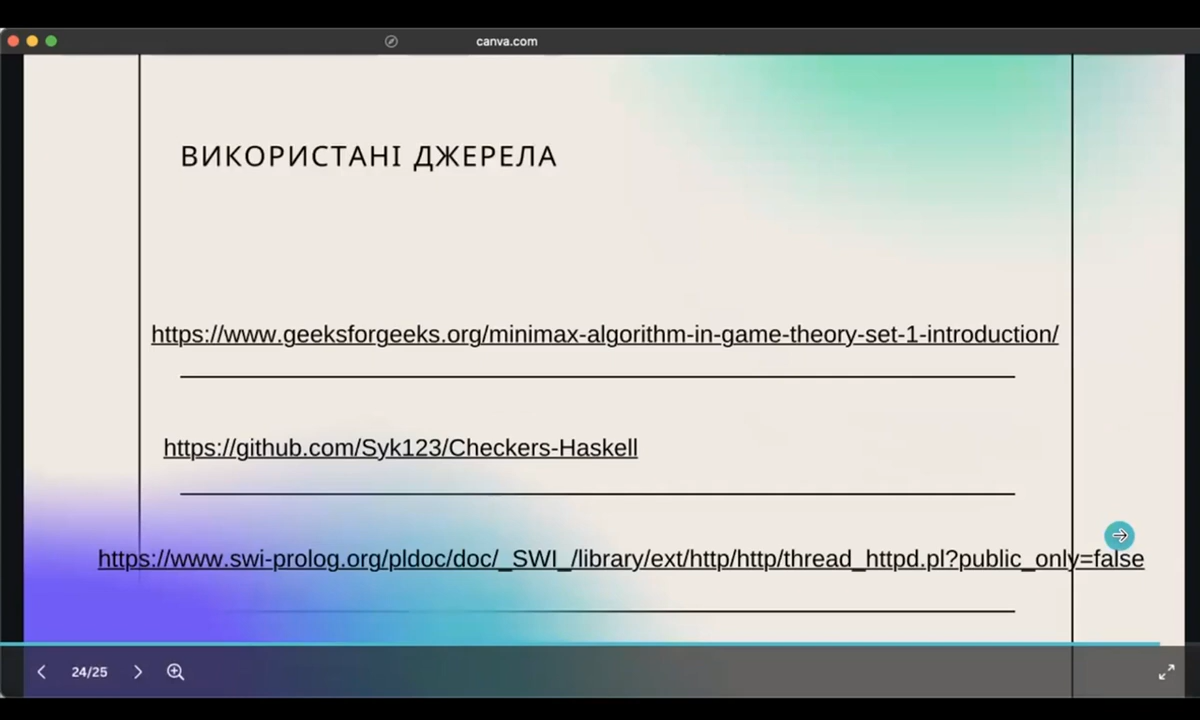 canva.com
ВИКОРИСТАНІ ДЖЕРЕЛА
https://www.geeksforgeeks.org/minimax-algorithm-in-game-theory-set-1-introduction/
https://github.com/Syk123/Checkers-Haskell
https://www.swi-prolog.org/pldoc/doc/_SWI_/library/ext/http/http/thread_httpd.pl?public_only=false
24/25